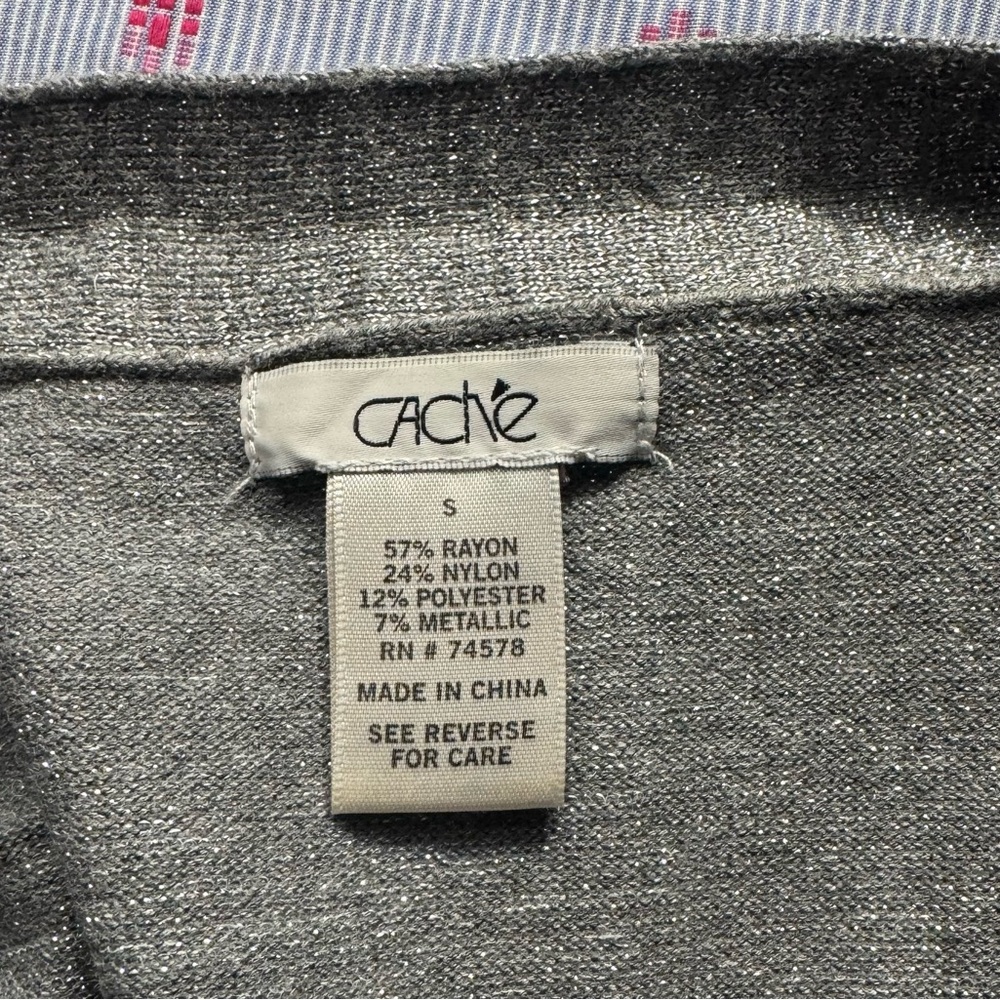 CAChé
S
57% RAYON
24% NYLON
12% POLYESTER
7% METALLIC
RN # 74578
MADE IN CHINA
SEE REVERSE
FOR CARE